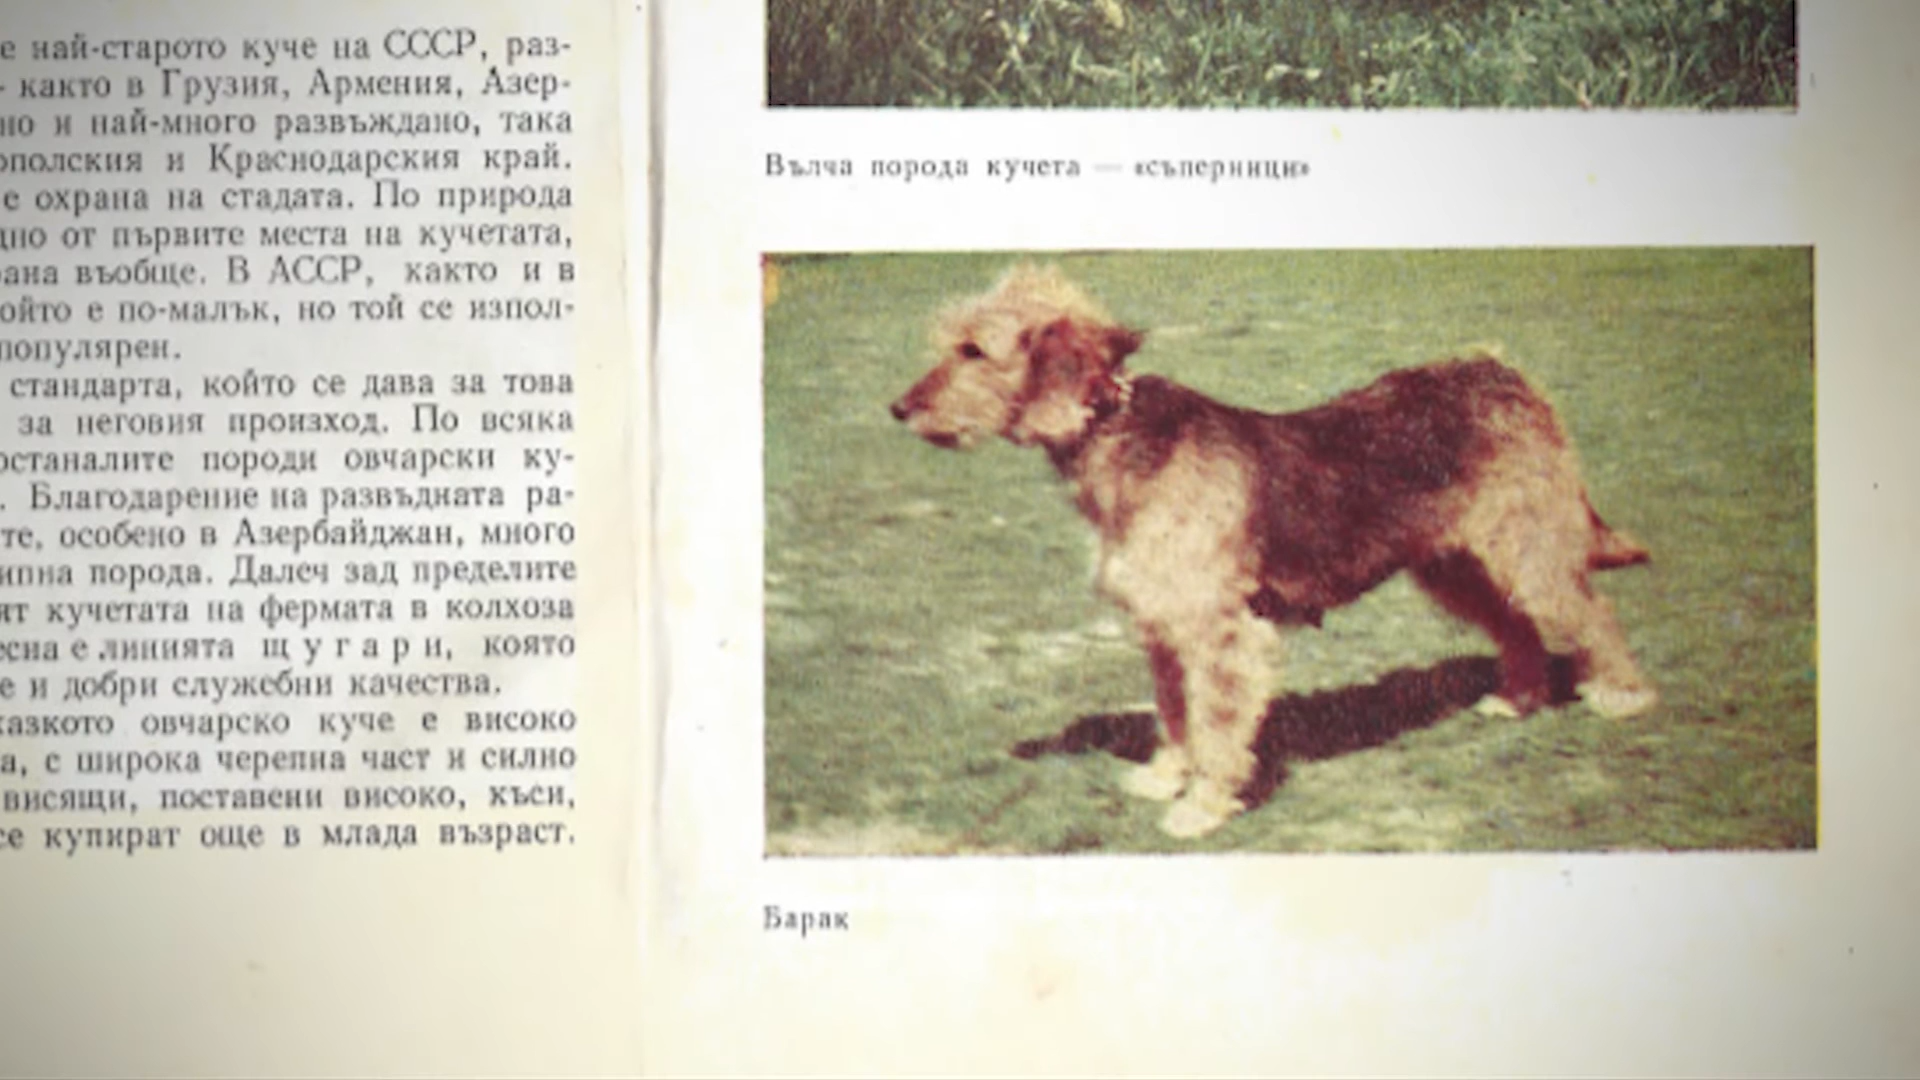 е най-старото куче на СССР, раз-
- както в Грузия, Армения, Азер-
но и най-много развъждано, така
ополския и Краснодарския край.
е охрана на стадата. По природа
дно от първите места на кучетата,
рана въобще. В АССР, както и в
ойто е по-малък, но той се изпол-
популярен.
стандарта, който се дава за това
за неговия произход. По всяка
останалите породи овчарски ку-
. Благодарение на развъдната ра-
те, особено в Азербайджан, много
ипна порода. Далеч зад пределите
ят кучетата на фермата в колхоза
есна е линията щугари, която
е и добри служебни качества.
казкото овчарско куче е високо
а, с широка черепна част и силно
висящи, поставени високо, къси,
се купират още в млада възраст.
Вълча порода кучета — «съперници»
Барак